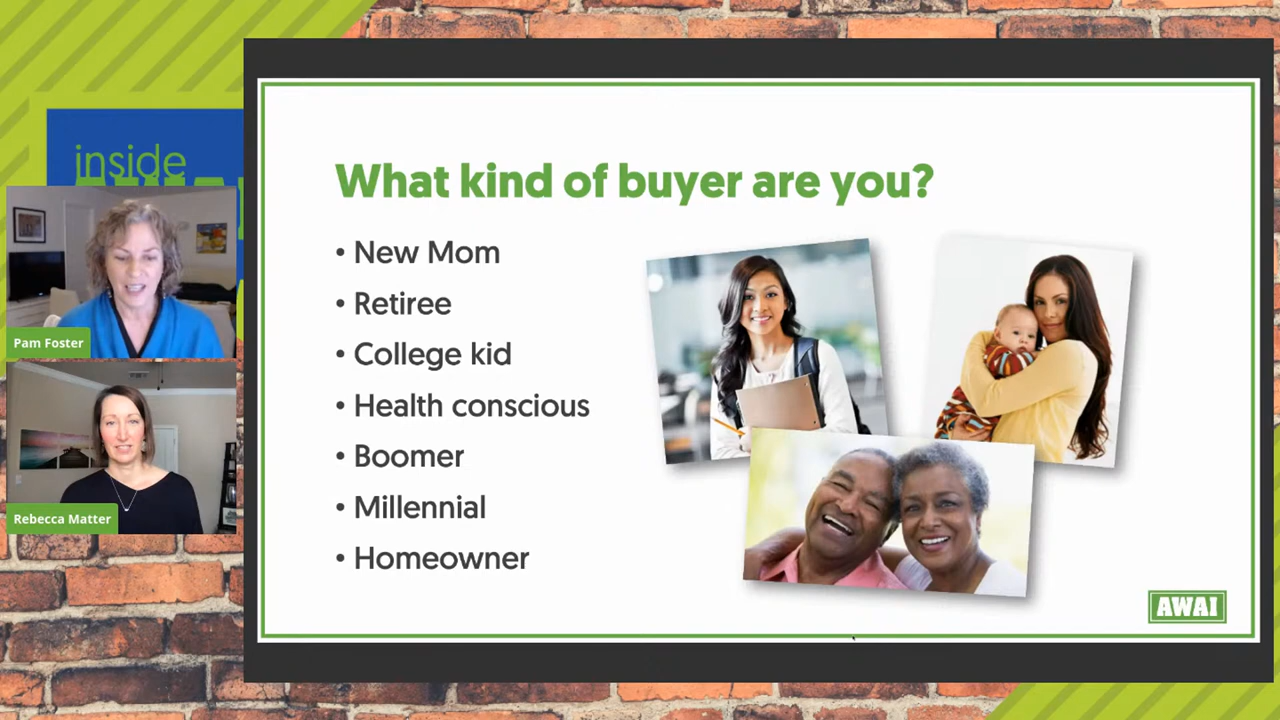 inside
Pam Foster
Rebecca Matter
What kind of buyer are you?
• New Mom
• Retiree
• College kid
• Health conscious
• Boomer
• Millennial
• Homeowner
AWAI